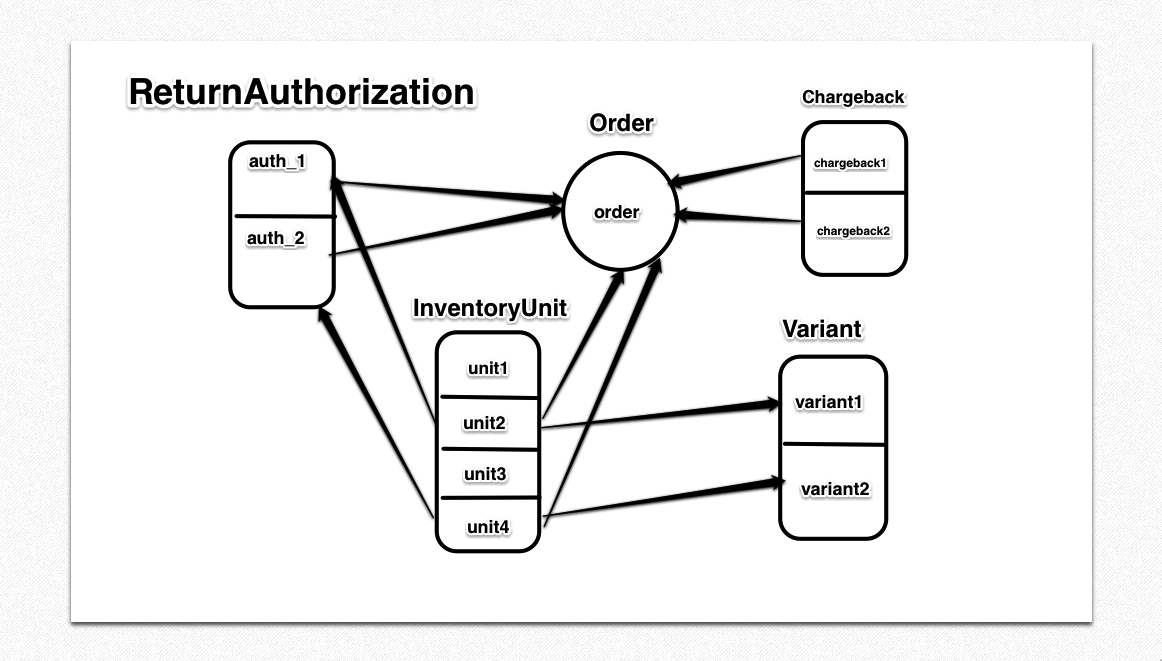 ReturnAuthorization
auth_1
auth_2
Order
order
Chargeback
chargeback1
chargeback2
InventoryUnit
unit1
unit2
unit3
unit4
Variant
variant1
variant2